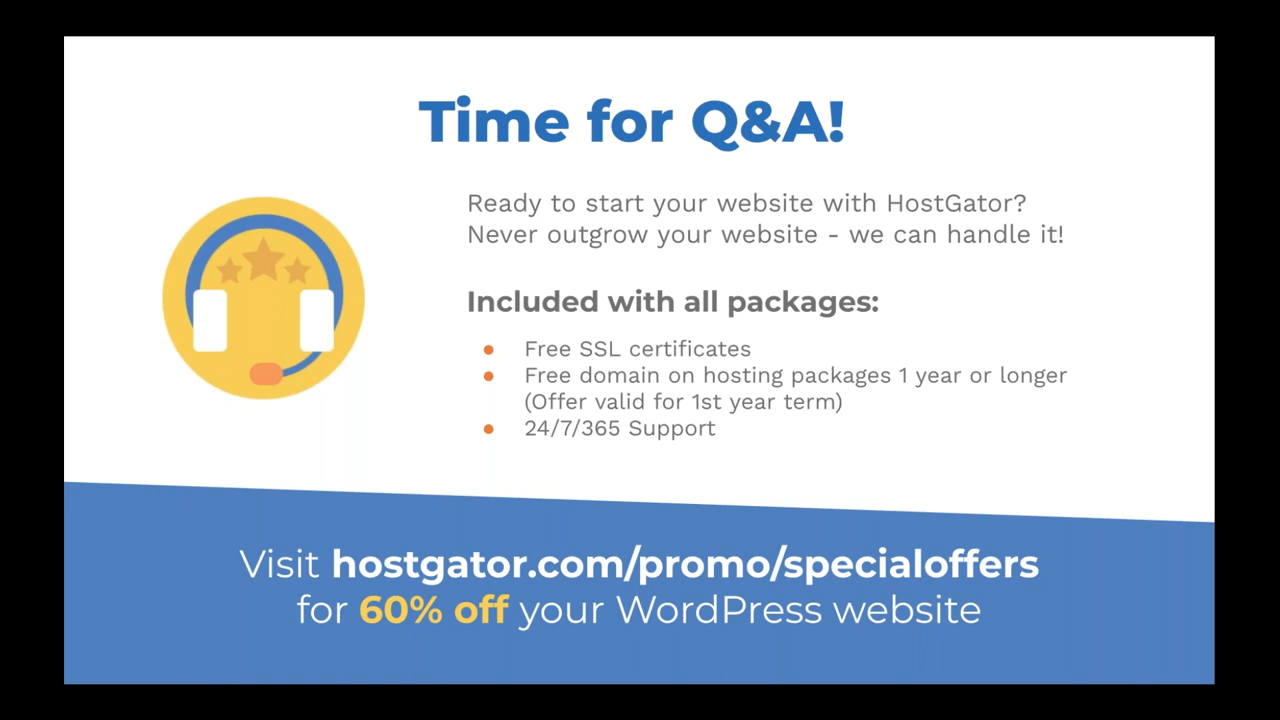 Time for Q&A!
Ready to start your website with HostGator?
Never outgrow your website - we can handle it!
Included with all packages:
● Free SSL certificates
● Free domain on hosting packages 1 year or longer
(Offer valid for 1st year term)
● 24/7/365 Support
Visit hostgator.com/promo/specialoffers
for 60% off your WordPress website